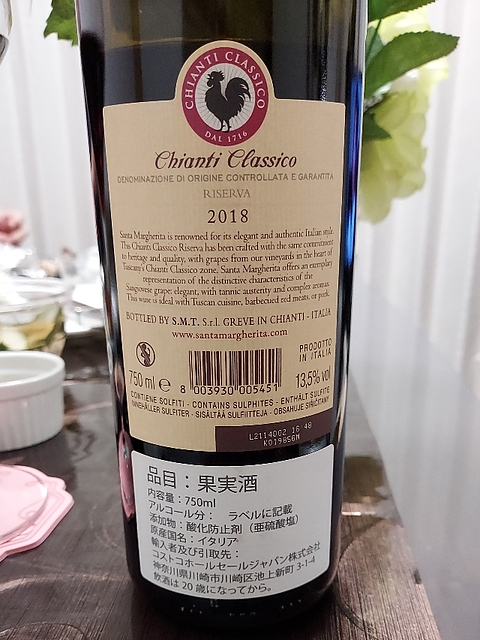 CHIANTI CLASSICO
DAL 1716
Chianti Classico
DENOMINAZIONE DI ORIGINE CONTROLLATA E GARANTITA
RISERVA
2018
Santa Margherita is renowned for its elegant and authentic Italian style.
This Chianti Classico Riserva has been crafted with the same commitment
to heritage and quality, with grapes from our vineyards in the heart of
Tuscany's Chianti Classico zone. Santa Margherita offers an exemplary
representation of the distinctive characteristics of the
Sangiovese grape: elegant, with tannic austerity and complex aromas.
This wine is ideal with Tuscan cuisine, barbecued red meats, or pork.
BOTTLED BY S.M.T. S.r.l. GREVE IN CHIANTI - ITALIA
www.santamargherita.com
PRODOTTO
IN ITALIA
750 ml e
8 003930 005451
13,5% vol
CONTIENE SOLFITI - CONTAINS SULPHITES - ENTHÄLT SULFITE
INNEHÅLLER SULFITER - SISÄLTÄÄ SULFIITTEJA - OBSAHUJE SIŘIČITANY
L2114002 16 48
K0198SGN
品目：果実酒
内容量：750ml
アルコール分： ラベルに記載
添加物：酸化防止剤（亜硫酸塩）
原産国名：イタリア
輸入者及び引取先：
コストコホールセールジャパン株式会社
神奈川県川崎市川崎区池上新町 3-1-4
飲酒は 20 歳になってから。